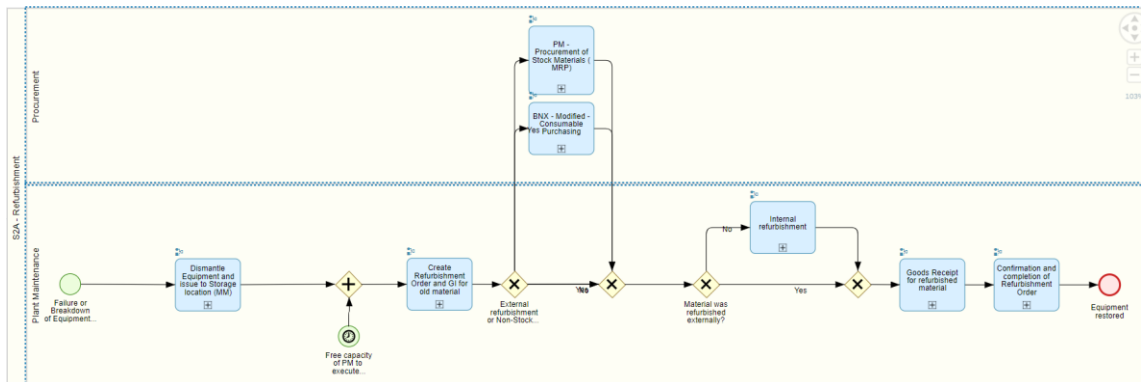 S2A - Refurbishment
Procurement
PM -
Procurement of
Stock Materials (
MRP)
BNX - Modified -
Consumable
Purchasing
Yes
Plant Maintenance
Failure or
Breakdown
of Equipment...
Dismantle
Equipment and
issue to Storage
location (MM)
Free capacity
of PM to
execute...
Create
Refurbishment
Order and GI for
old material
External
refurbishment
or Non-Stock...
Material was
refurbished
externally?
No
Internal
refurbishment
Yes
Goods Receipt
for refurbished
material
Confirmation and
completion of
Refurbishment
Order
Equipment
restored